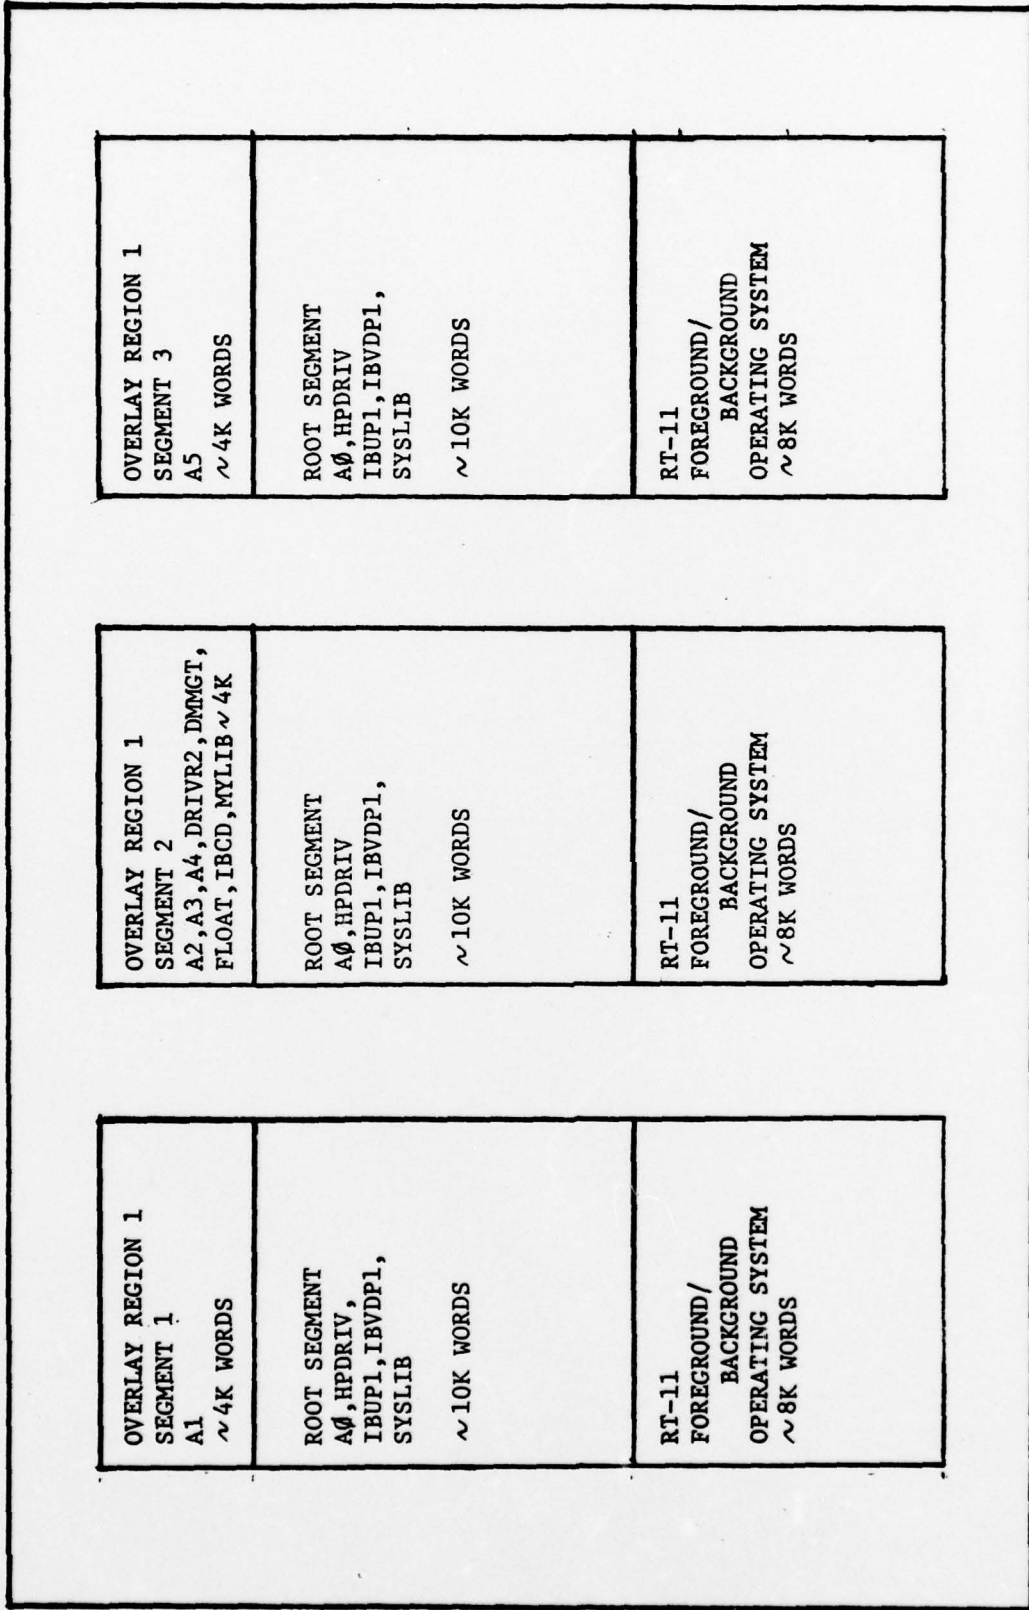 OVERLAY REGION 1
SEGMENT 1
A1
~4K WORDS
ROOT SEGMENT
AØ,HPDRIV,
IBUP1,IBVDP1,
SYSLIB
~10K WORDS
RT-11
FOREGROUND/
BACKGROUND
OPERATING SYSTEM
~8K WORDS
OVERLAY REGION 1
SEGMENT 2
A2,A3,A4,DRIVR2,DMMGT,
FLOAT,IBCD,MYLIB~4K
ROOT SEGMENT
AØ,HPDRIV
IBUP1,IBVDP1,
SYSLIB
~10K WORDS
RT-11
FOREGROUND/
BACKGROUND
OPERATING SYSTEM
~8K WORDS
OVERLAY REGION 1
SEGMENT 3
A5
~4K WORDS
ROOT SEGMENT
AØ,HPDRIV
IBUP1,IBVDP1,
SYSLIB
~10K WORDS
RT-11
FOREGROUND/
BACKGROUND
OPERATING SYSTEM
~8K WORDS